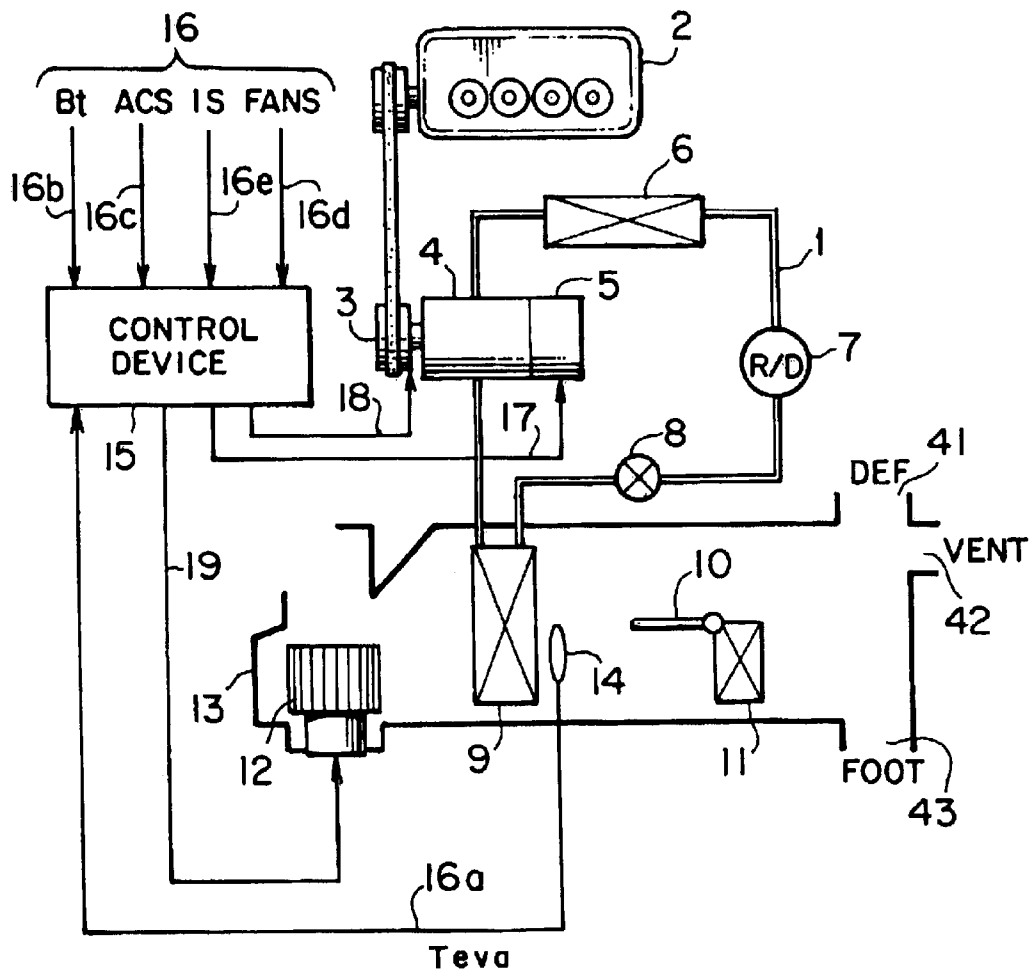 16
2
Bt ACS IS FANS
6
16b
16c
16e
16d
1
4
5
3
CONTROL
DEVICE
R/D
7
18
17
8
15
41
DEF
VENT
19
10
42
13
14
12
9
11
FOOT
43
16a
Teva